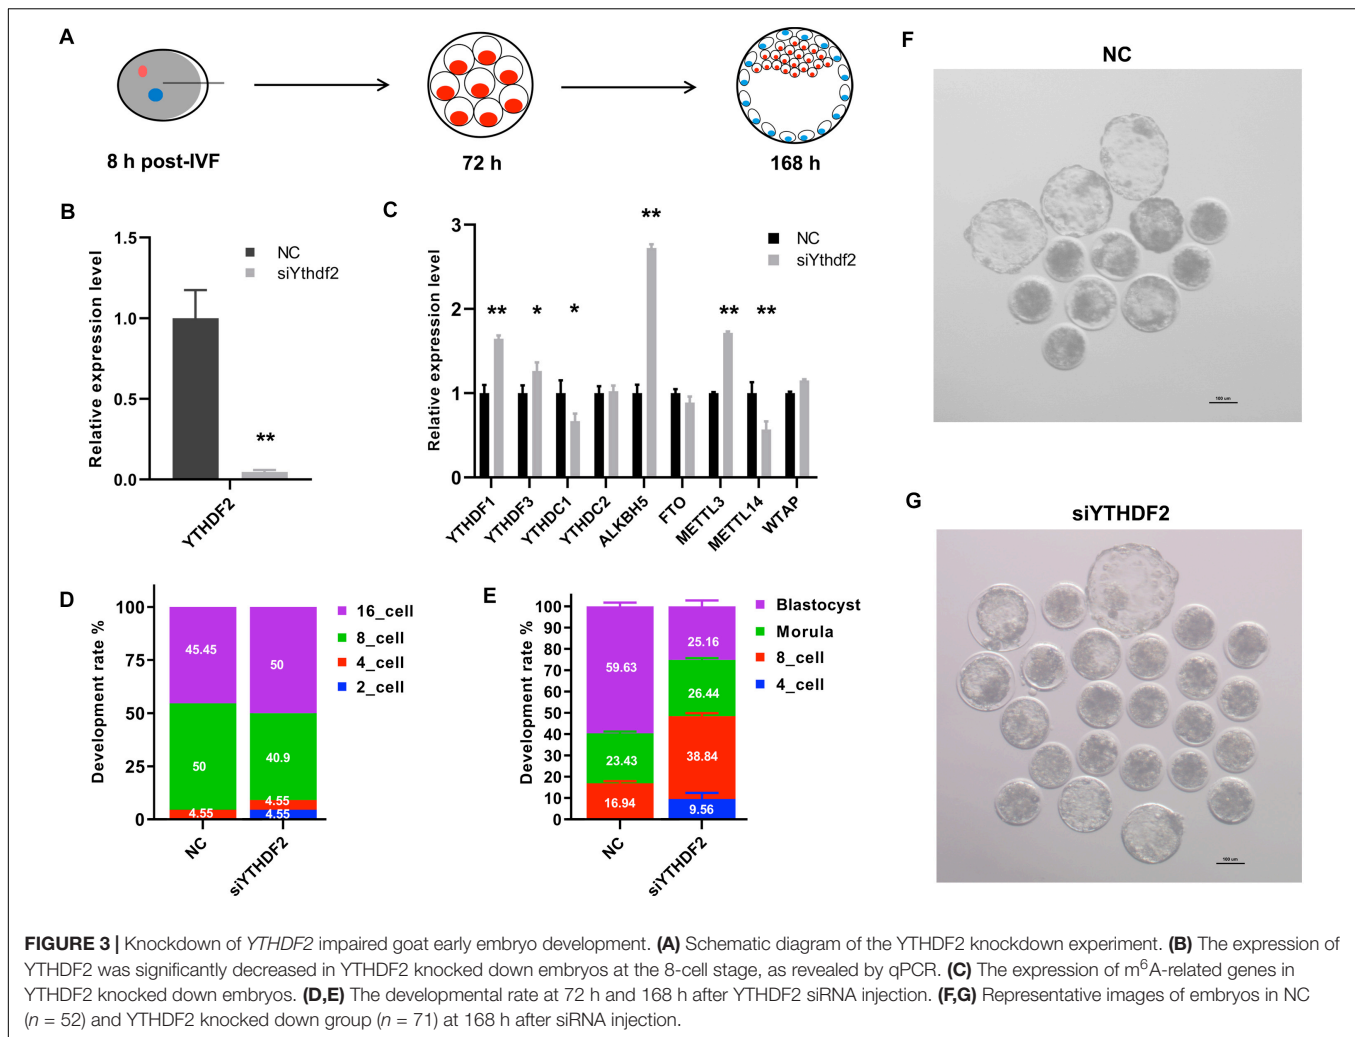 A
8 h post-IVF
72 h
168 h
B
Relative expression level
1.5
1.0
0.5
0.0
NC
siYthdf2
**
YTHDF2
C
Relative expression level
3
2
1
0
NC
siYthdf2
**
*
*
**
**
**
YTHDF1
YTHDF3
YTHDC1
YTHDC2
ALKBH5
FTO
METTL3
METTL14
WTAP
D
Development rate %
100
75
50
25
0
45.45
50
4.55
50
40.9
4.55
4.55
NC
siYTHDF2
16_cell
8_cell
4_cell
2_cell
E
Development rate %
100
90
80
70
60
50
40
30
20
10
0
59.63
23.43
16.94
25.16
26.44
38.84
9.56
NC
siYTHDF2
Blastocyst
Morula
8_cell
4_cell
F
NC
100 um
G
siYTHDF2
100 um
FIGURE 3 | Knockdown of YTHDF2 impaired goat early embryo development. (A) Schematic diagram of the YTHDF2 knockdown experiment. (B) The expression of
YTHDF2 was significantly decreased in YTHDF2 knocked down embryos at the 8-cell stage, as revealed by qPCR. (C) The expression of m⁶A-related genes in
YTHDF2 knocked down embryos. (D,E) The developmental rate at 72 h and 168 h after YTHDF2 siRNA injection. (F,G) Representative images of embryos in NC
(n = 52) and YTHDF2 knocked down group (n = 71) at 168 h after siRNA injection.